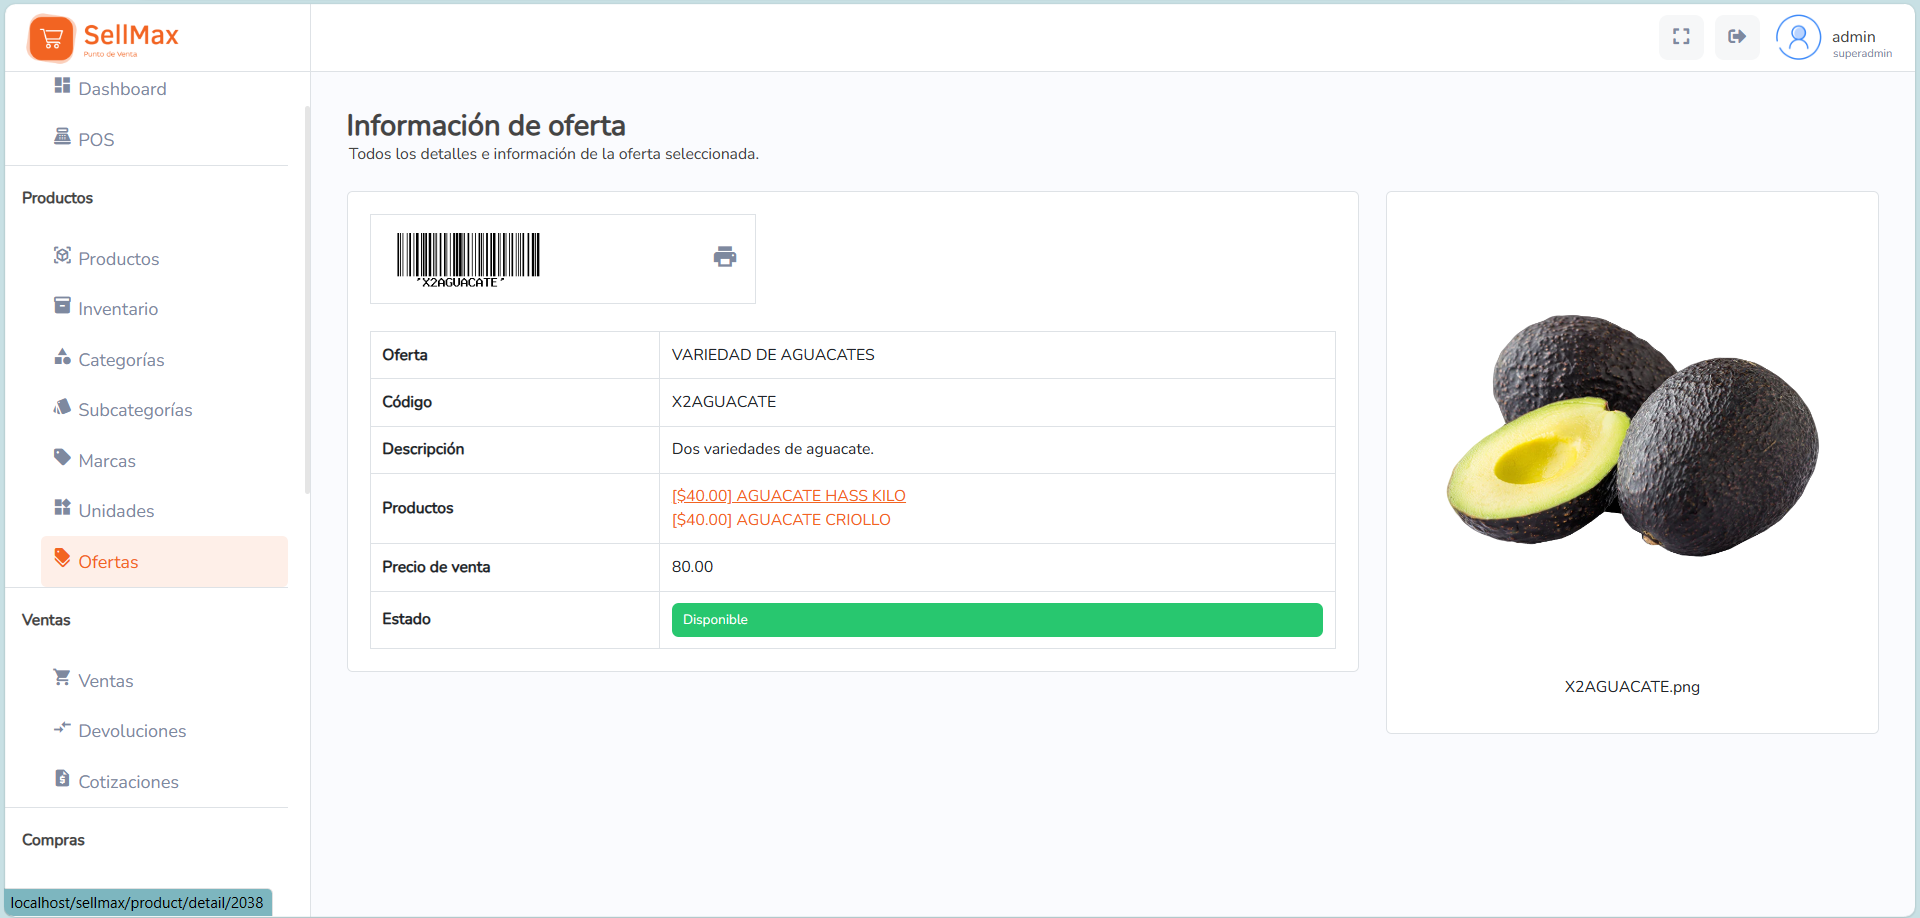 SellMax
Punto de Venta
admin
superadmin
Dashboard
POS
Productos
Productos
Inventario
Categorías
Subcategorías
Marcas
Unidades
Ofertas
Ventas
Ventas
Devoluciones
Cotizaciones
Compras
localhost/sellmax/product/detail/2038
Información de oferta
Todos los detalles e información de la oferta seleccionada.
"X2AGUACATE"
Oferta VARIEDAD DE AGUACATES
Código X2AGUACATE
Descripción Dos variedades de aguacate.
Productos [$40.00] AGUACATE HASS KILO
[$40.00] AGUACATE CRIOLLO
Precio de venta 80.00
Estado Disponible
X2AGUACATE.png